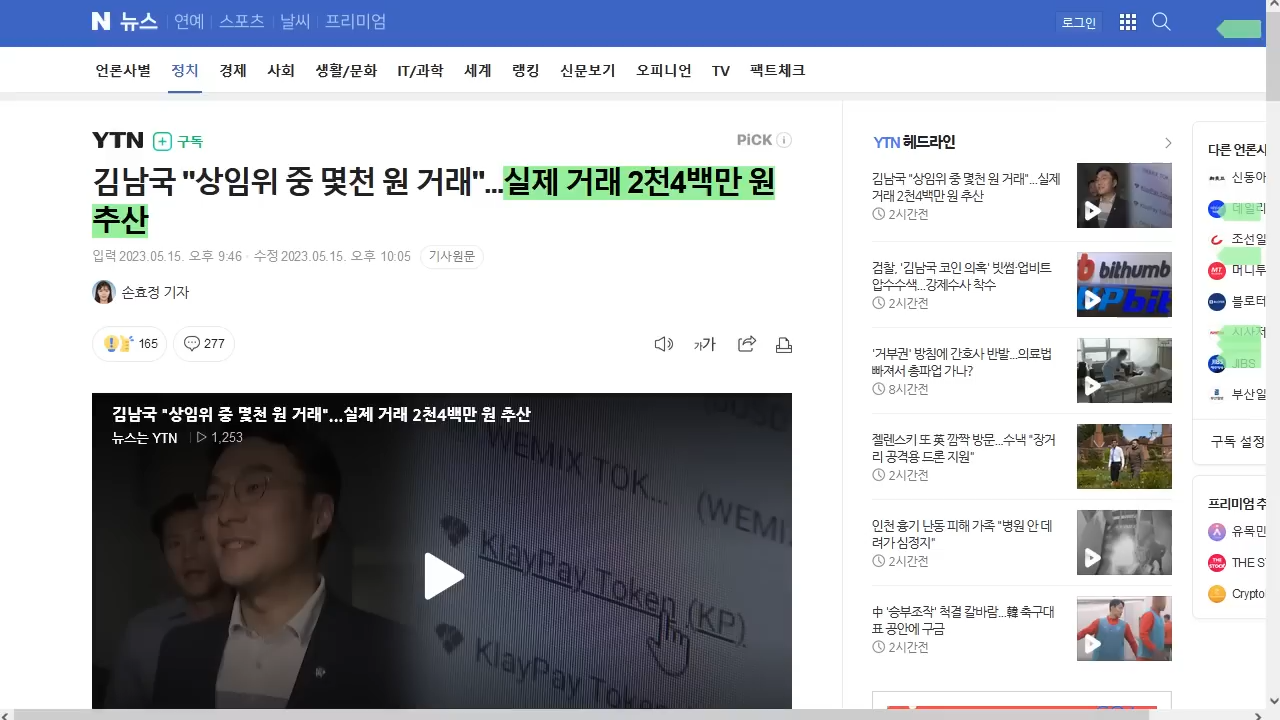 N 뉴스 연예 스포츠 날씨 프리미엄
로그인
언론사별 정치 경제 사회 생활/문화 IT/과학 세계 랭킹 신문보기 오피니언 TV 팩트체크
YTN 구독
PiCK
김남국 "상임위 중 몇천 원 거래"...실제 거래 2천4백만 원
추산
입력 2023.05.15. 오후 9:46 · 수정 2023.05.15. 오후 10:05 기사원문
손효정 기자
165 277
가가
김남국 "상임위 중 몇천 원 거래"...실제 거래 2천4백만 원 추산
뉴스는 YTN 1,253
WEMIX TOK... (WEMI
KlayPay Token (KP)
KlayPay Token
YTN 헤드라인
김남국 "상임위 중 몇천 원 거래"...실제
거래 2천4백만 원 추산
2시간전
검찰, '김남국 코인 의혹' 빗썸·업비트
압수수색...강제수사 착수
2시간전
bithumb
UPbit
'거부권' 방침에 간호사 반발...의료법
빠져서 총파업 가나?
8시간전
젤렌스키 또 英 깜짝 방문...수낵 "장거
리 공격용 드론 지원"
2시간전
인천 흉기 난동 피해 가족 "병원 안 데
려가 심정지"
2시간전
中 '승부조작' 척결 칼바람...韓 축구대
표 공안에 구금
2시간전
다른 언론사
신동아
데일리
조선일
머니투
블로터
시사저
JIBS
부산일
구독 설정
프리미엄 추
유목민
THE S
Crypto